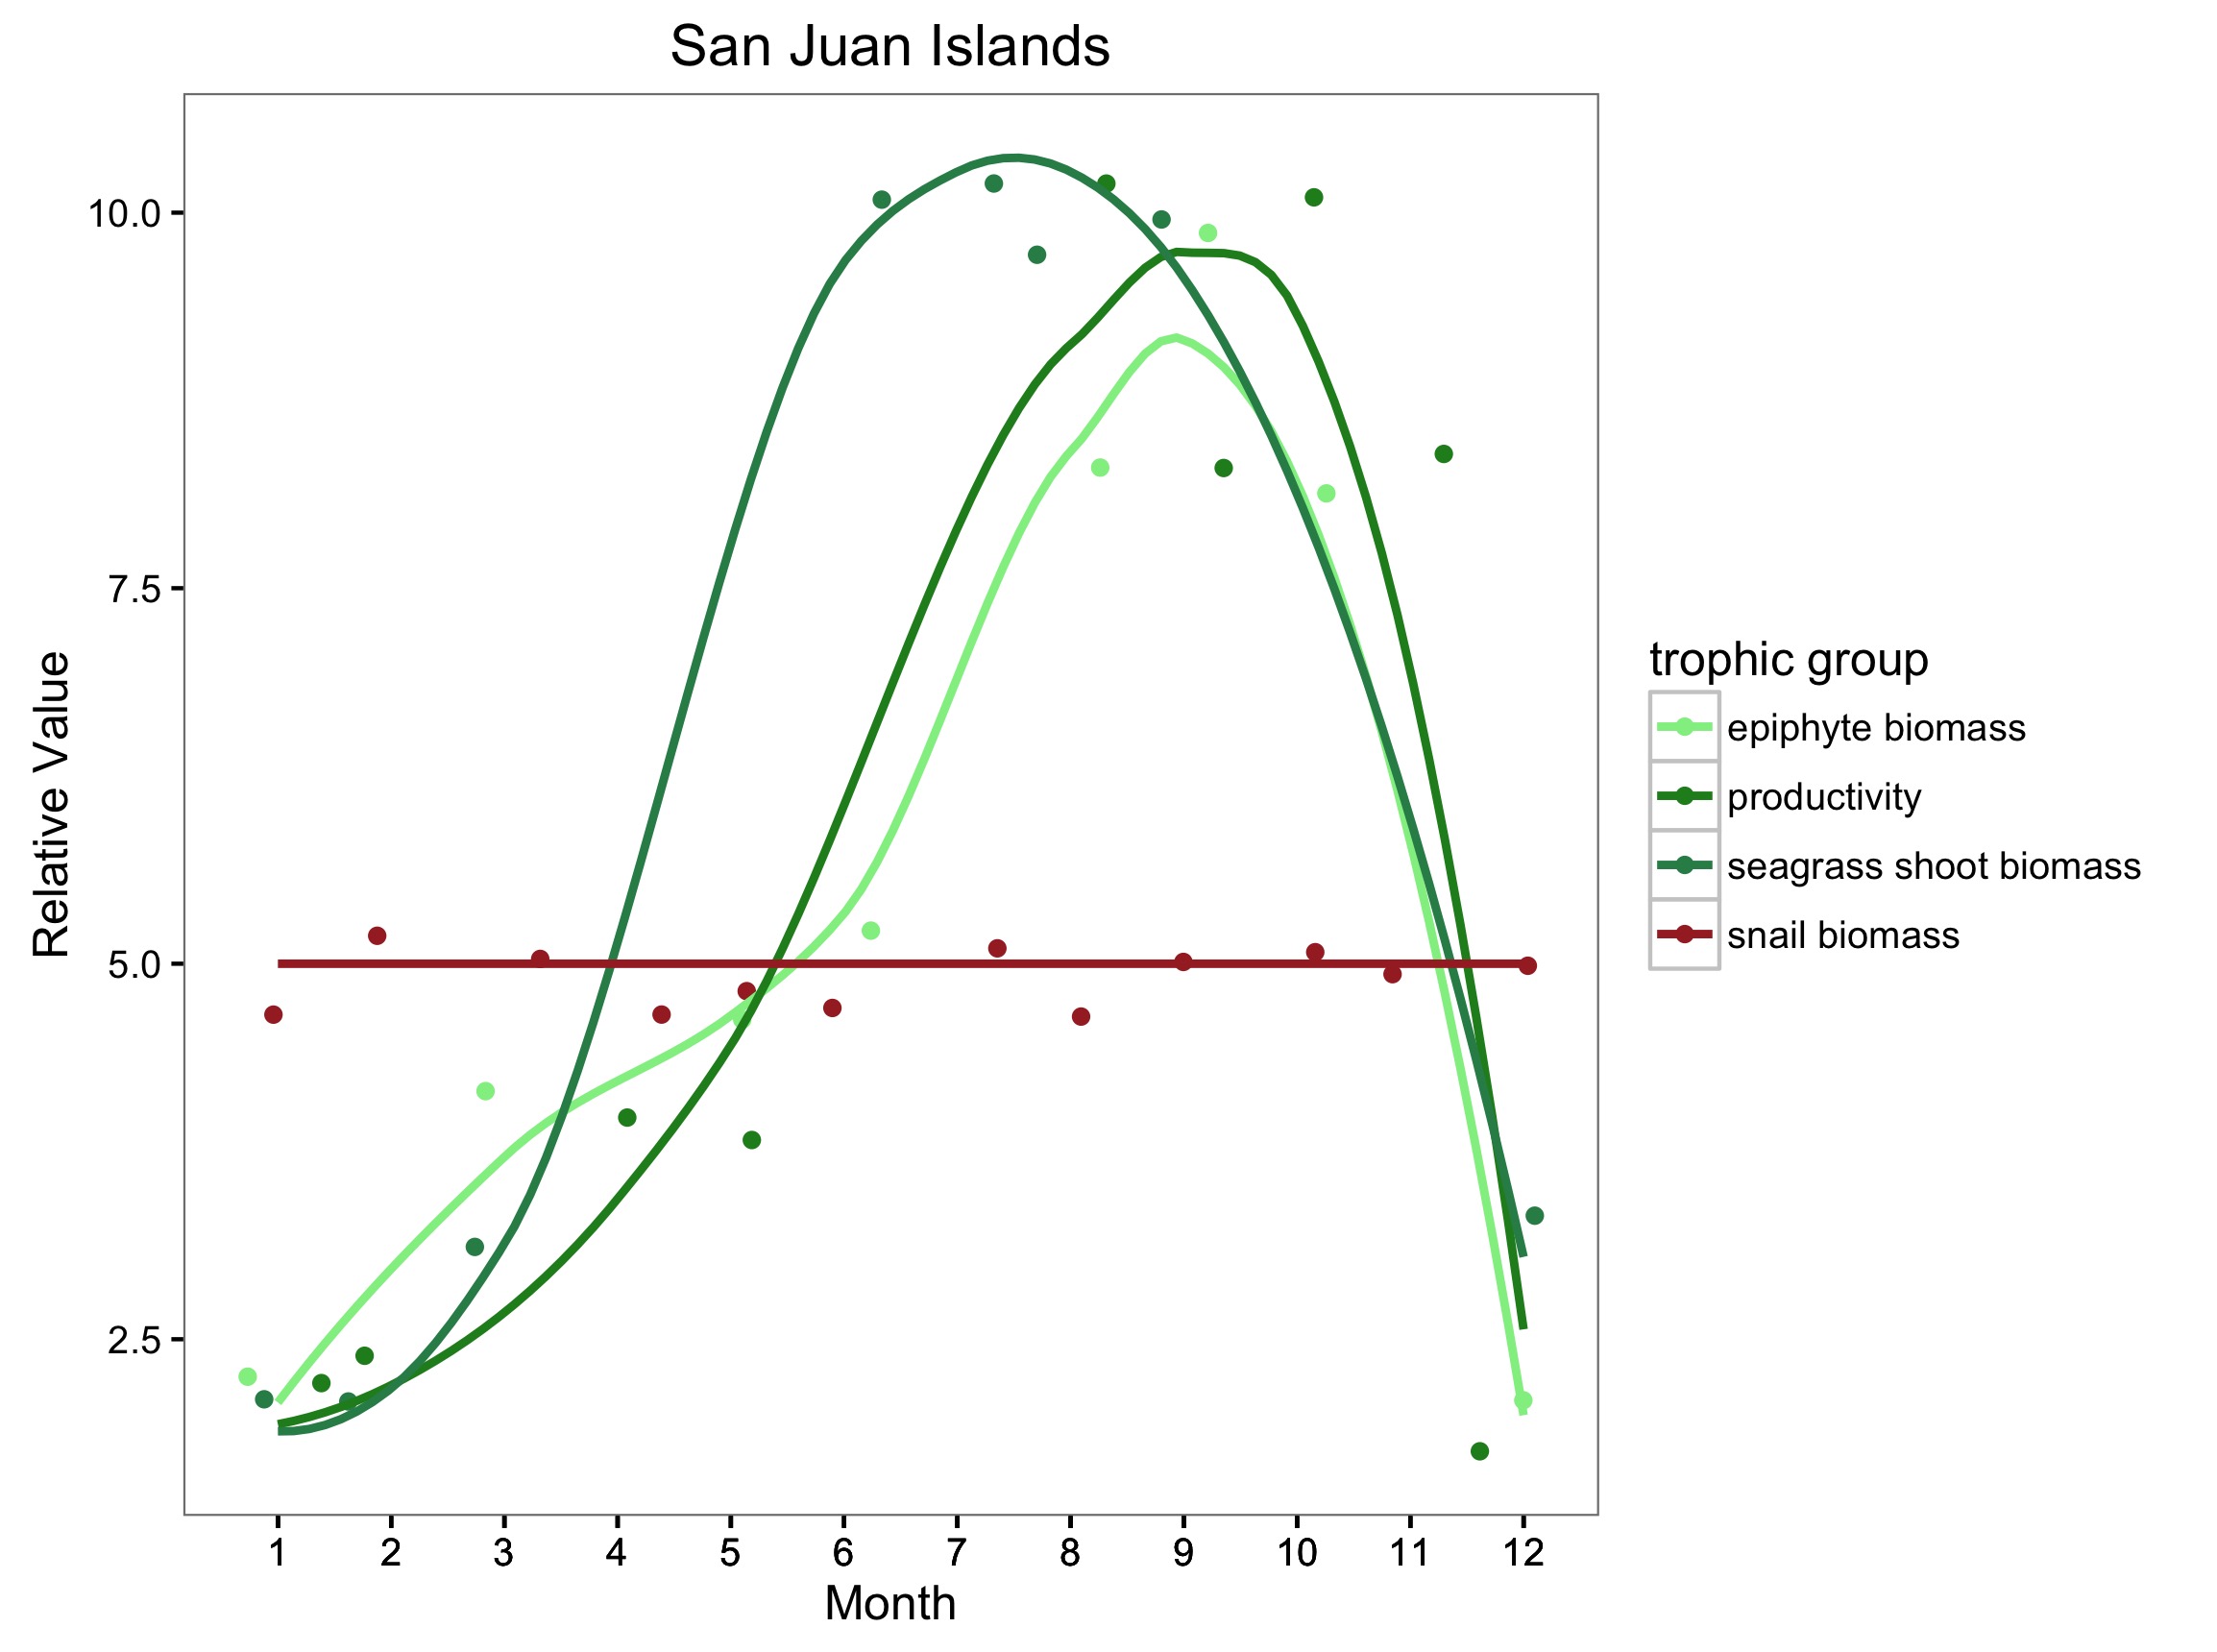 San Juan Islands
10.0
7.5
5.0
2.5
Relative Value
1 2 3 4 5 6 7 8 9 10 11 12
Month
trophic group
epiphyte biomass
productivity
seagrass shoot biomass
snail biomass